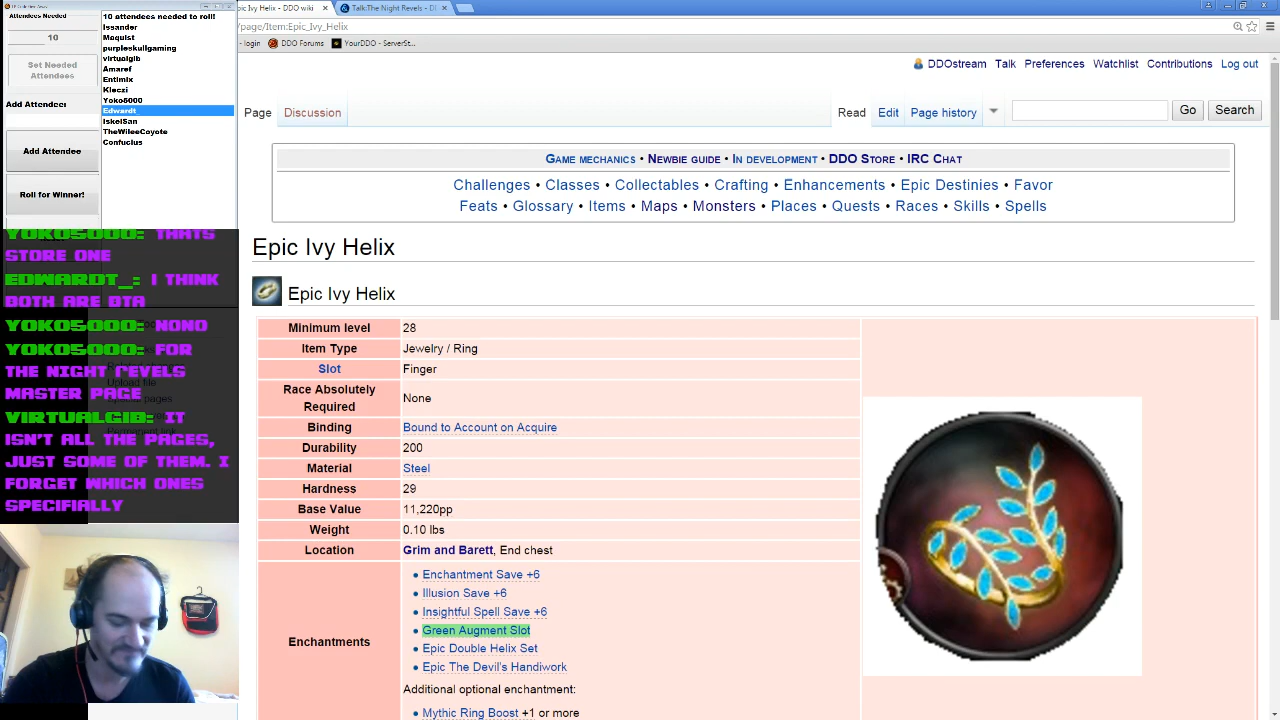 Attendees Needed
10
Set Needed
Attendees
Add Attendee:
Add Attendee
Roll for Winner!
10 attendees needed to roll!
Issander
Moquist
purpleskullgaming
virtualgib
Amaref
Entimix
Kleczi
Yoko5000
Edwardt
IskelSan
TheWileeCoyote
Confucius
YOKO5000: THATS
STORE ONE
EDWARDT_: I THINK
BOTH ARE BTA
YOKO5000: NONO
YOKO5000: FOR
THE NIGHT REVELS
MASTER PAGE
VIRTUALGIB: IT
ISN'T ALL THE PAGES,
JUST SOME OF THEM. I
FORGET WHICH ONES
SPECIFIALLY
Epic Ivy Helix - DDO wiki
Talk:The Night Revels - D
page/Item:Epic_Ivy_Helix
- login
DDO Forums
YourDDO - ServerSt...
DDOstream Talk Preferences Watchlist Contributions Log out
Page Discussion Read Edit Page history Go Search
Game mechanics • Newbie guide • In development • DDO Store • IRC Chat
Challenges • Classes • Collectables • Crafting • Enhancements • Epic Destinies • Favor
Feats • Glossary • Items • Maps • Monsters • Places • Quests • Races • Skills • Spells
Epic Ivy Helix
Epic Ivy Helix
Minimum level 28
Item Type Jewelry / Ring
Slot Finger
Race Absolutely
Required None
Binding Bound to Account on Acquire
Durability 200
Material Steel
Hardness 29
Base Value 11,220pp
Weight 0.10 lbs
Location Grim and Barett, End chest
Enchantments
• Enchantment Save +6
• Illusion Save +6
• Insightful Spell Save +6
• Green Augment Slot
• Epic Double Helix Set
• Epic The Devil's Handiwork
Additional optional enchantment:
• Mythic Ring Boost +1 or more
Upload file